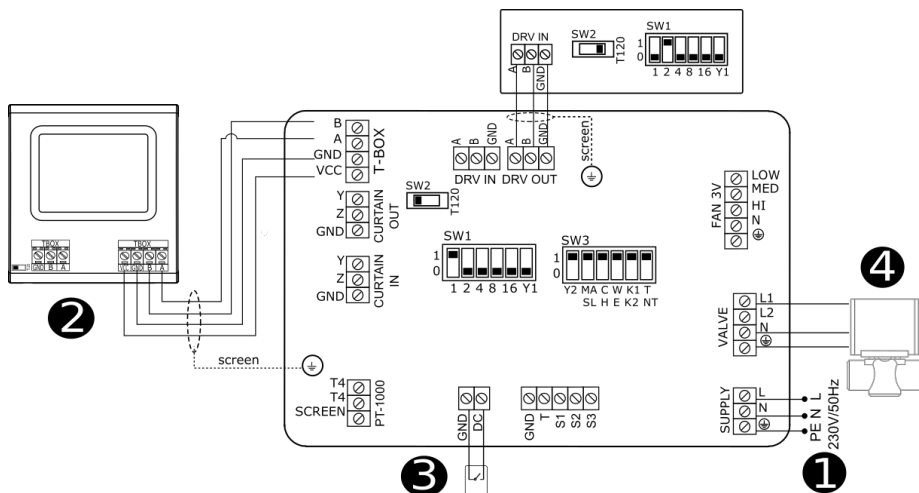 DRV IN
A
B
GND
SW2
T120
SW1
1
0
1 2 4 8 16 Y1
TBOX
GND B A
TBOX
VCC GND B A
2
B
A
GND
VCC
T-BOX
Y
Z
GND
CURTAIN
OUT
Y
Z
GND
CURTAIN
IN
SW2
T120
A
B
GND
DRV IN
A
B
GND
DRV OUT
screen
SW1
1
0
1 2 4 8 16 Y1
SW3
1
0
Y2 MA C W K1 T
SL H E K2 NT
FAN 3V
LOW
MED
HI
N
VALVE
L1
L2
N
4
screen
T4
T4
SCREEN
PT-1000
GND
DC
3
GND
T
S1
S2
S3
SUPPLY
L
N
L
N
PE
230V/50Hz
1